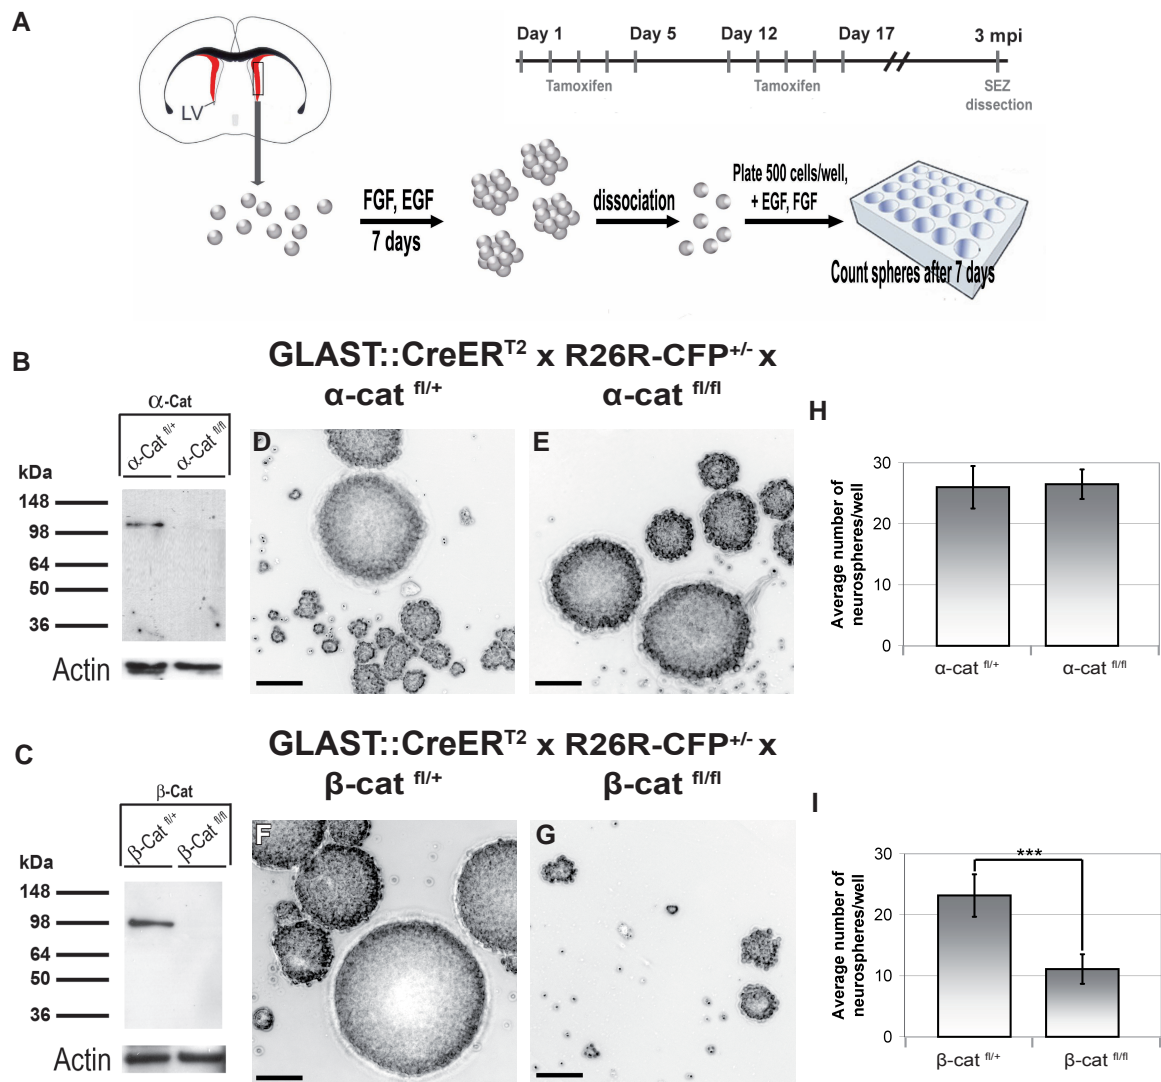 A
Day 1 Day 5 Day 12 Day 17 3 mpi
Tamoxifen Tamoxifen SEZ
dissection
LV
FGF, EGF
7 days
dissociation
Plate 500 cells/well,
+ EGF, FGF
Count spheres after 7 days
B
GLAST::CreERT2 x R26R-CFP+/- x
α-cat fl/+ α-cat fl/fl
α-Cat
α-Cat fl/+ α-Cat fl/fl
kDa
148
98
64
50
36
Actin
D
E
H
Average number of
neurospheres/well
30
20
10
0
α-cat fl/+ α-cat fl/fl
C
GLAST::CreERT2 x R26R-CFP+/- x
β-cat fl/+ β-cat fl/fl
β-Cat
β-Cat fl/+ β-Cat fl/fl
kDa
148
98
64
50
36
Actin
F
G
I
Average number of
neurospheres/well
30
20
10
0
***
β-cat fl/+ β-cat fl/fl